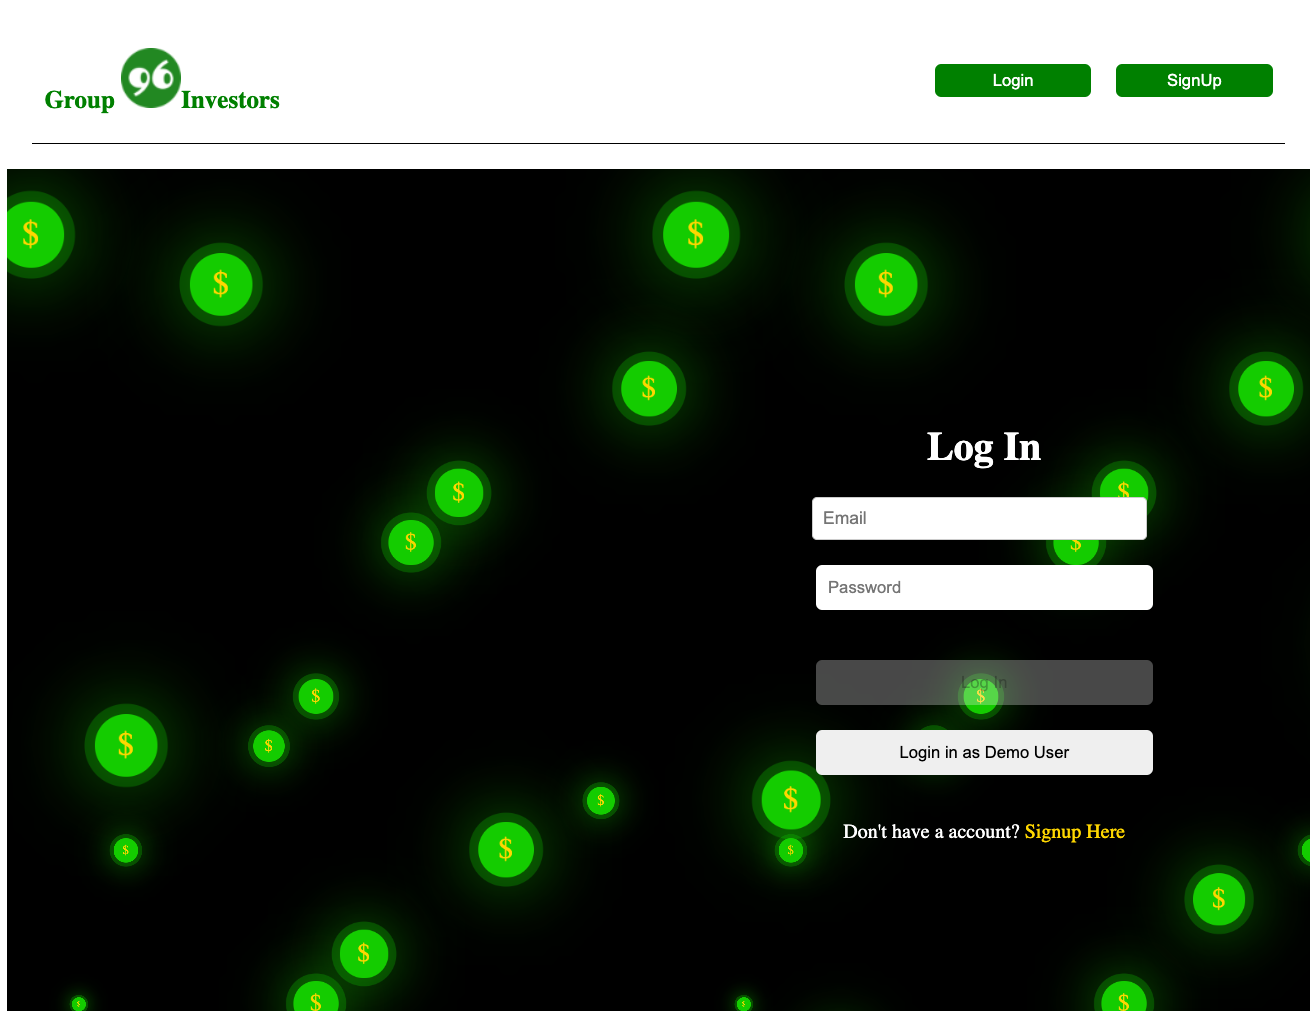 Group 96 Investors
Login
SignUp
$ $
$ $
$ $
Log In
$ $
Email
$ $
Password
Log In
$ $
$ $
Login in as Demo User
$ $
Don't have a account? Signup Here
$ $ $
$
$
$ $ $ $